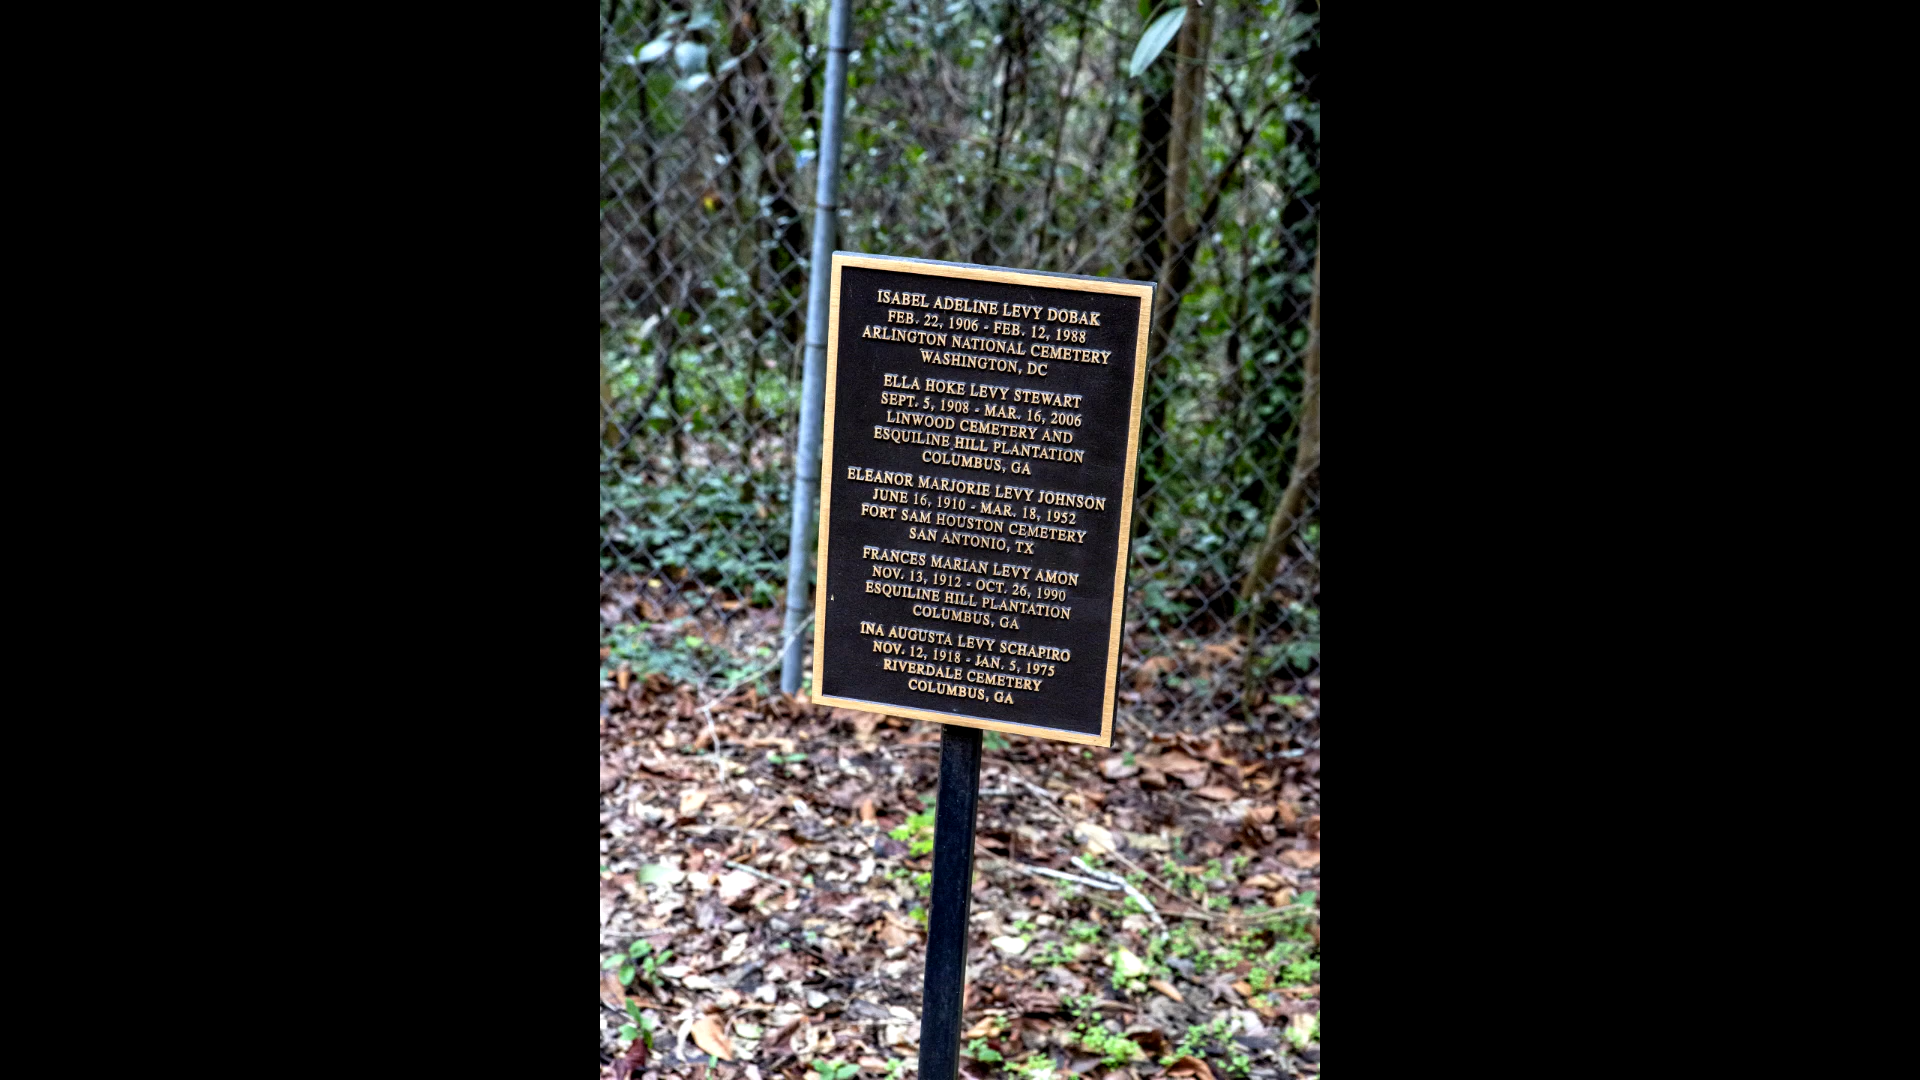 ISABEL ADELINE LEVY DOBAK
FEB. 22, 1906 - FEB. 12, 1988
ARLINGTON NATIONAL CEMETERY
WASHINGTON, DC
ELLA HOKE LEVY STEWART
SEPT. 5, 1908 - MAR. 16, 2006
LINWOOD CEMETERY AND
ESQUILINE HILL PLANTATION
COLUMBUS, GA
ELEANOR MARJORIE LEVY JOHNSON
JUNE 16, 1910 - MAR. 18, 1952
FORT SAM HOUSTON CEMETERY
SAN ANTONIO, TX
FRANCES MARIAN LEVY AMON
NOV. 13, 1912 - OCT. 26, 1990
ESQUILINE HILL PLANTATION
COLUMBUS, GA
INA AUGUSTA LEVY SCHAPIRO
NOV. 12, 1918 - JAN. 5, 1975
RIVERDALE CEMETERY
COLUMBUS, GA